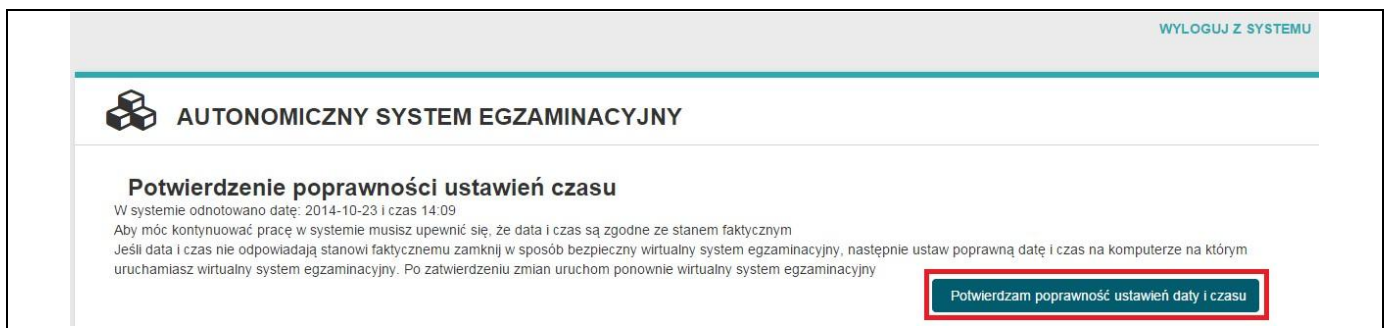 WYLOGUJ Z SYSTEMU
AUTONOMICZNY SYSTEM EGZAMINACYJNY
Potwierdzenie poprawności ustawień czasu
W systemie odnotowano datę: 2014-10-23 i czas 14:09
Aby móc kontynuować pracę w systemie musisz upewnić się, że data i czas są zgodne ze stanem faktycznym
Jeśli data i czas nie odpowiadają stanowi faktycznemu zamknij w sposób bezpieczny wirtualny system egzaminacyjny, następnie ustaw poprawną datę i czas na komputerze na którym
uruchamiasz wirtualny system egzaminacyjny. Po zatwierdzeniu zmian uruchom ponownie wirtualny system egzaminacyjny
Potwierdzam poprawność ustawień daty i czasu